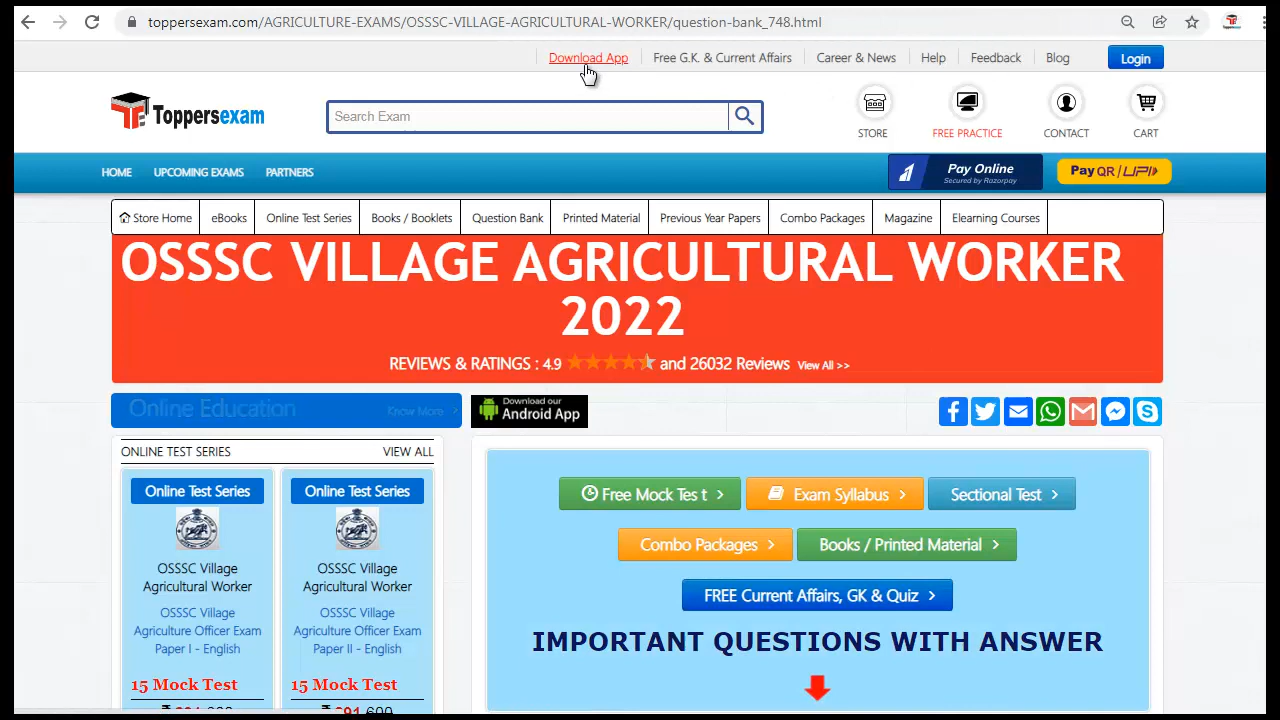 toppersexam.com/AGRICULTURE-EXAMS/OSSSC-VILLAGE-AGRICULTURAL-WORKER/question-bank_748.html
Download App
Free G.K. & Current Affairs
Career & News
Help
Feedback
Blog
Login
Toppersexam
Search Exam
STORE
FREE PRACTICE
CONTACT
CART
HOME
UPCOMING EXAMS
PARTNERS
Pay Online
Secured by Razorpay
Pay QR / UPI
Store Home
eBooks
Online Test Series
Books / Booklets
Question Bank
Printed Material
Previous Year Papers
Combo Packages
Magazine
Elearning Courses
OSSSC VILLAGE AGRICULTURAL WORKER
2022
REVIEWS & RATINGS : 4.9 and 26032 Reviews View All >>
Online Education
Know More
Download our
Android App
ONLINE TEST SERIES
VIEW ALL
Online Test Series
OSSSC Village
Agricultural Worker
OSSSC Village
Agriculture Officer Exam
Paper I - English
15 Mock Test
Online Test Series
OSSSC Village
Agricultural Worker
OSSSC Village
Agriculture Officer Exam
Paper II - English
15 Mock Test
Free Mock Tes t
Exam Syllabus
Sectional Test
Combo Packages
Books / Printed Material
FREE Current Affairs, GK & Quiz
IMPORTANT QUESTIONS WITH ANSWER